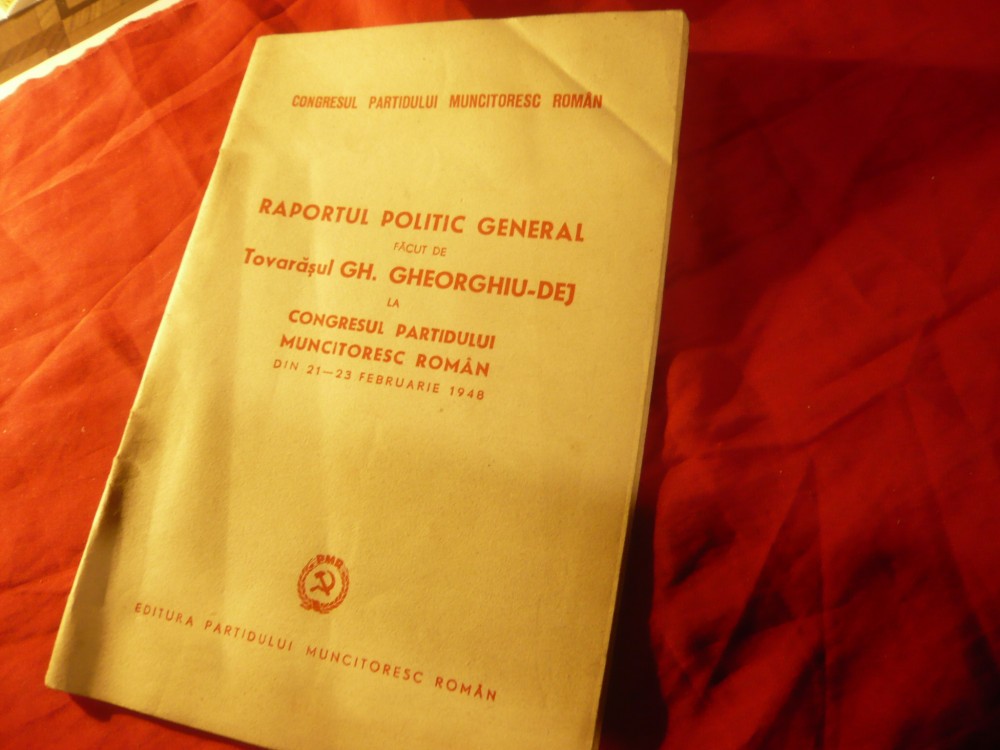 CONGRESUL PARTIDULUI MUNCITORESC ROMÂN
RAPORTUL POLITIC GENERAL
FĂCUT DE
Tovarăşul GH. GHEORGHIU-DEJ
LA
CONGRESUL PARTIDULUI
MUNCITORESC ROMÂN
DIN 21—23 FEBRUARIE 1948
PMR
EDITURA PARTIDULUI MUNCITORESC ROMÂN